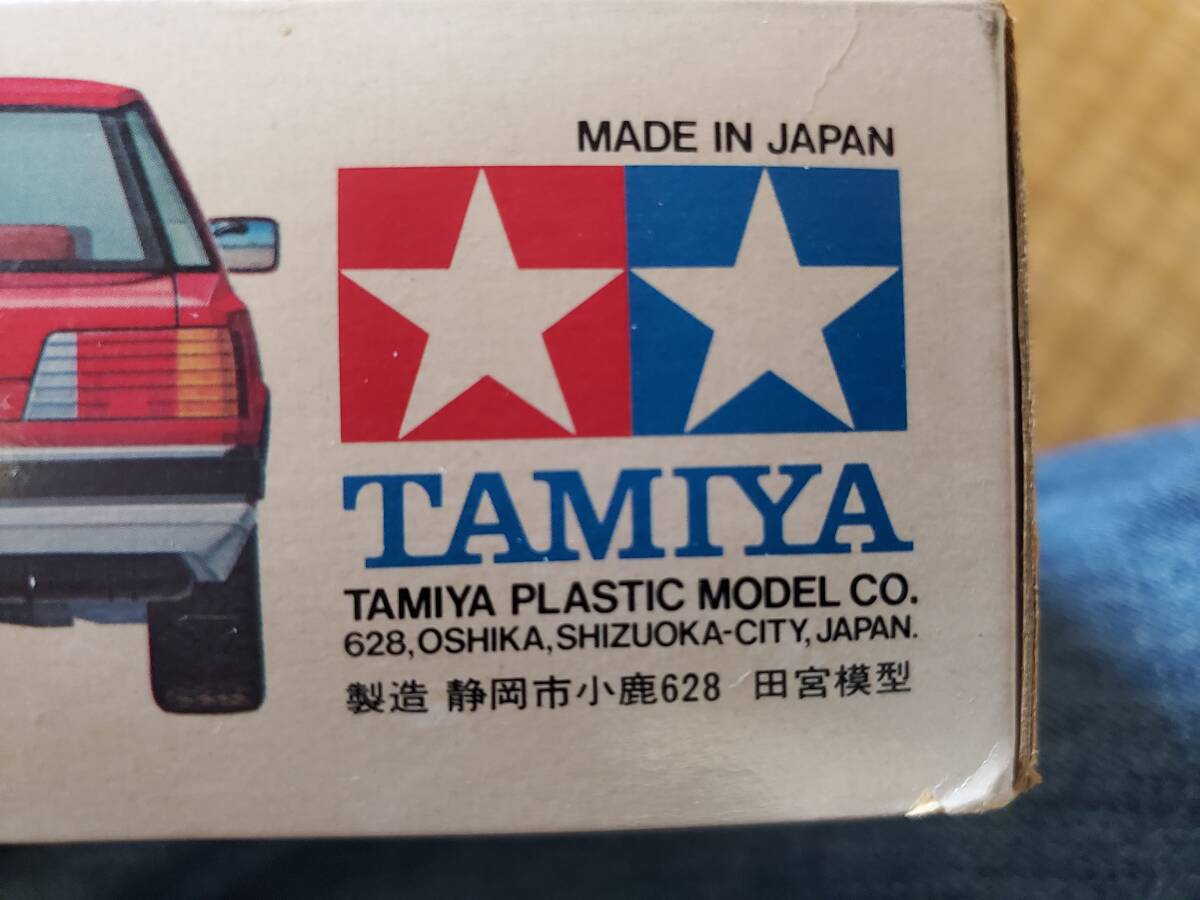 MADE IN JAPAN
TAMIYA
TAMIYA PLASTIC MODEL CO.
628, OSHIKA, SHIZUOKA-CITY, JAPAN.
製造 静岡市小鹿628 田宮模型